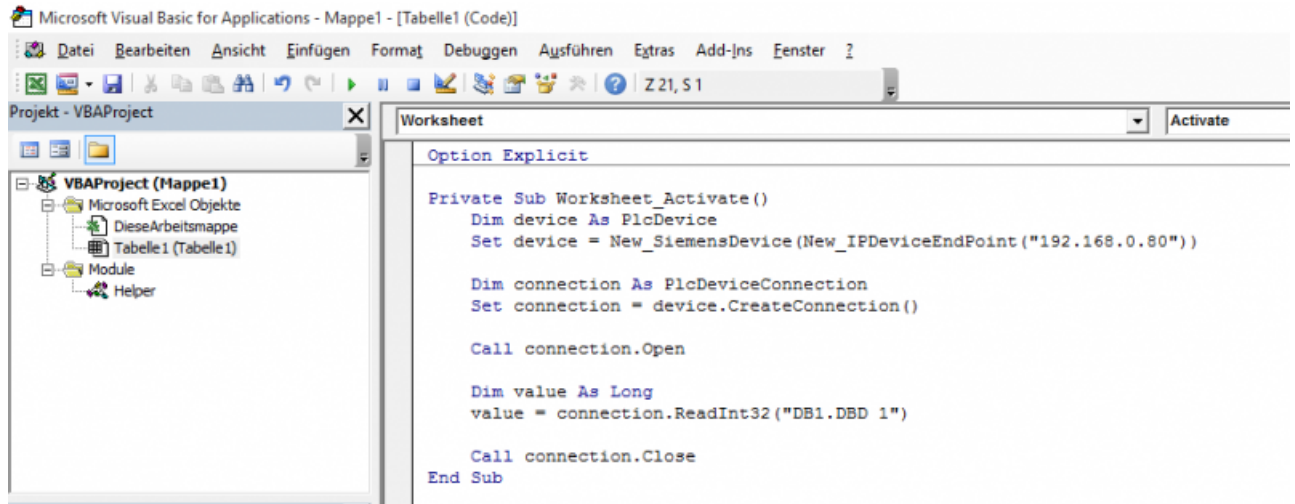 Microsoft Visual Basic for Applications - Mappe1 - [Tabelle1 (Code)]
Datei Bearbeiten Ansicht Einfügen Format Debuggen Ausführen Extras Add-Ins Fenster ?
Z 21, S 1
Projekt - VBAProject
Worksheet
Activate
VBAProject (Mappe1)
Microsoft Excel Objekte
DieseArbeitsmappe
Tabelle1 (Tabelle1)
Module
Helper
Option Explicit
Private Sub Worksheet_Activate()
Dim device As PlcDevice
Set device = New_SiemensDevice(New_IPDeviceEndPoint("192.168.0.80"))
Dim connection As PlcDeviceConnection
Set connection = device.CreateConnection()
Call connection.Open
Dim value As Long
value = connection.ReadInt32("DB1.DBD 1")
Call connection.Close
End Sub